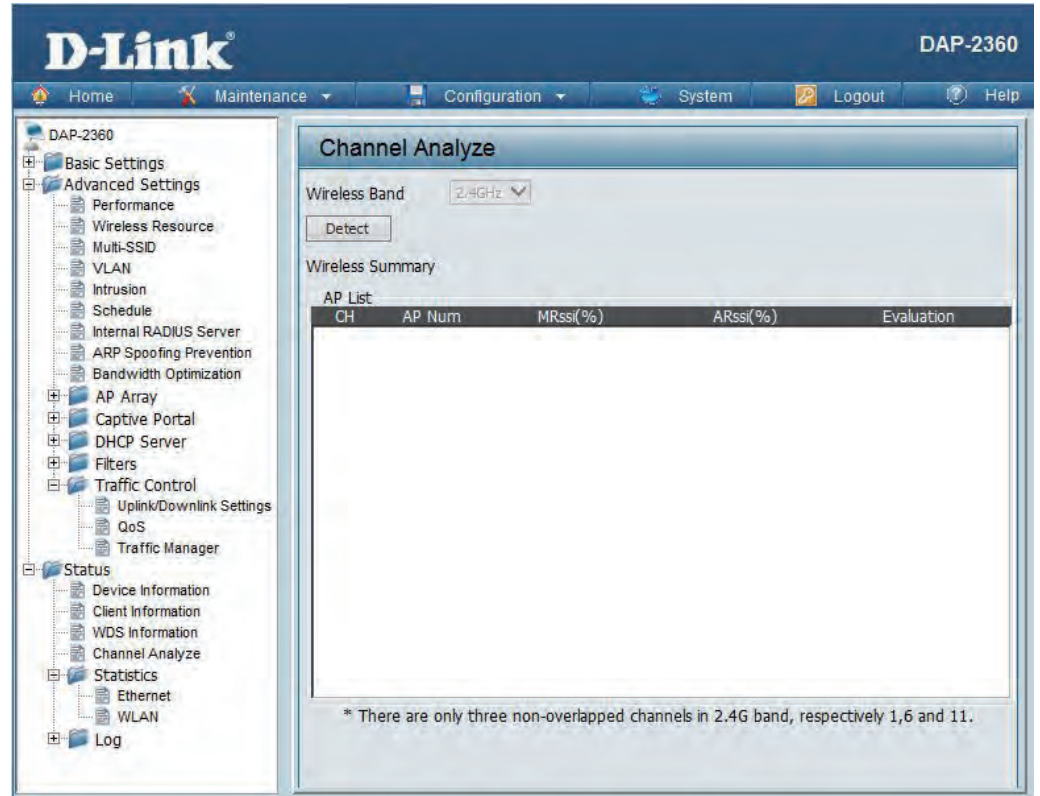 D-Link
DAP-2360
Home Maintenance Configuration System Logout Help
DAP-2360
Basic Settings
Advanced Settings
Performance
Wireless Resource
Multi-SSID
VLAN
Intrusion
Schedule
Internal RADIUS Server
ARP Spoofing Prevention
Bandwidth Optimization
AP Array
Captive Portal
DHCP Server
Filters
Traffic Control
Uplink/Downlink Settings
QoS
Traffic Manager
Status
Device Information
Client Information
WDS Information
Channel Analyze
Statistics
Ethernet
WLAN
Log
Channel Analyze
Wireless Band 2.4GHz
Detect
Wireless Summary
AP List
CH AP Num MRssi(%) ARssi(%) Evaluation
* There are only three non-overlapped channels in 2.4G band, respectively 1,6 and 11.